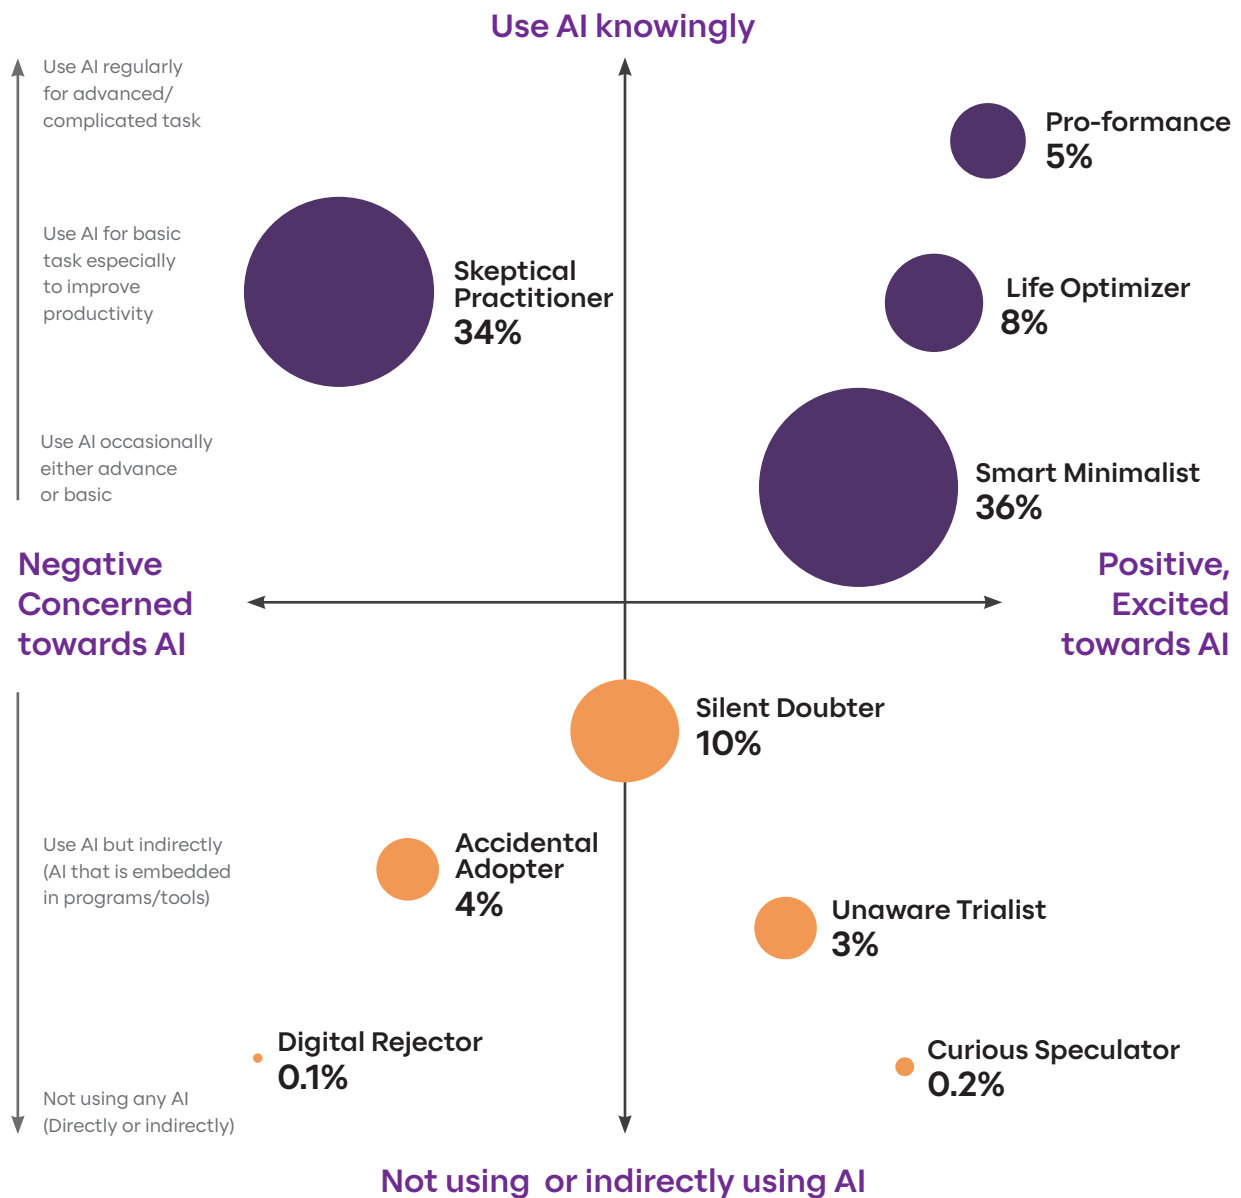 Use AI knowingly
Use AI regularly
for advanced/
complicated task
Pro-formance
5%
Use AI for basic
task especially
to improve
productivity
Skeptical
Practitioner
34%
Life Optimizer
8%
Use AI occasionally
either advance
or basic
Smart Minimalist
36%
Negative
Concerned
towards AI
Positive,
Excited
towards AI
Silent Doubter
10%
Use AI but indirectly
(AI that is embedded
in programs/tools)
Accidental
Adopter
4%
Unaware Trialist
3%
Digital Rejector
0.1%
Curious Speculator
0.2%
Not using any AI
(Directly or indirectly)
Not using  or indirectly using AI